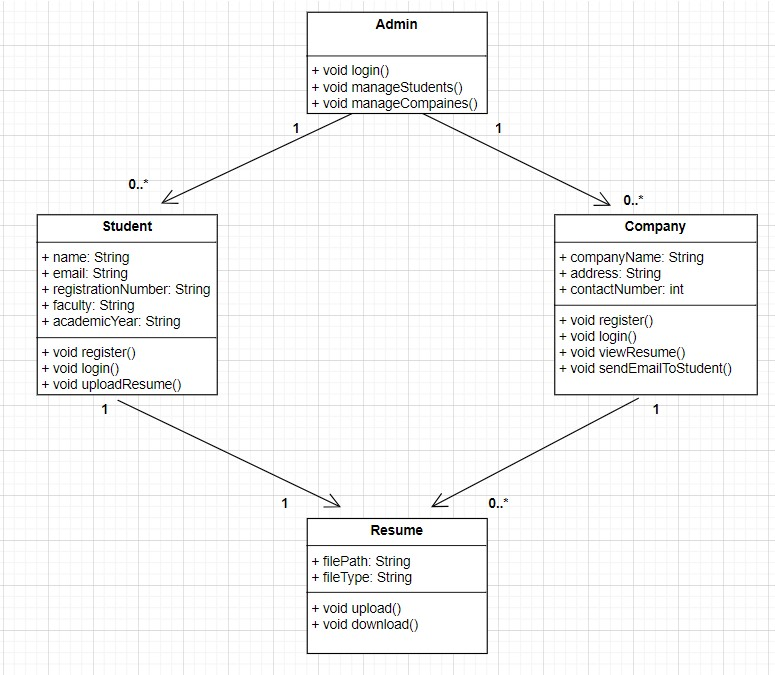 Admin
+ void login()
+ void manageStudents()
+ void manageCompaines()
1
1
0..*
0..*
Student
+ name: String
+ email: String
+ registrationNumber: String
+ faculty: String
+ academicYear: String
+ void register()
+ void login()
+ void uploadResume()
Company
+ companyName: String
+ address: String
+ contactNumber: int
+ void register()
+ void login()
+ void viewResume()
+ void sendEmailToStudent()
1
1
1
0..*
Resume
+ filePath: String
+ fileType: String
+ void upload()
+ void download()